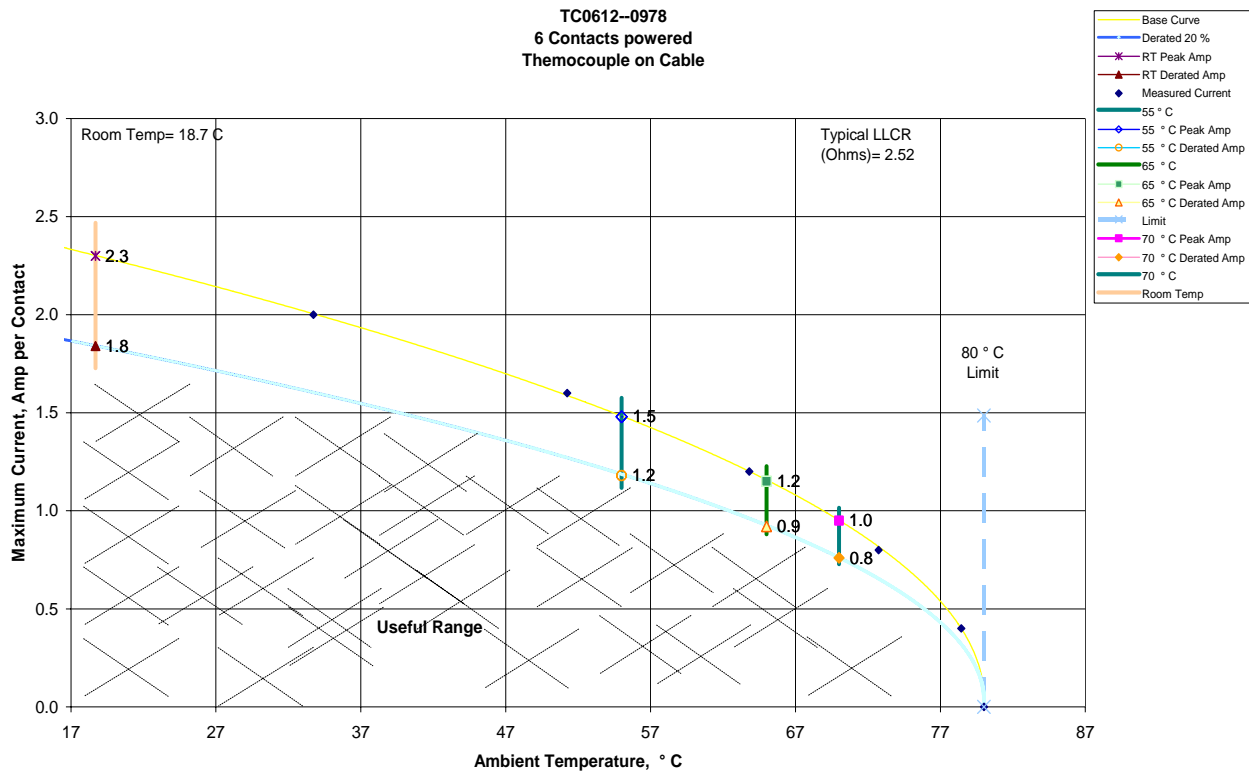 TC0612--0978
6 Contacts powered
Themocouple on Cable
Base Curve
Derated 20 %
RT Peak Amp
RT Derated Amp
Measured Current
55 ° C
55 ° C Peak Amp
55 ° C Derated Amp
65 ° C
65 ° C Peak Amp
65 ° C Derated Amp
Limit
70 ° C Peak Amp
70 ° C Derated Amp
70 ° C
Room Temp
Maximum Current, Amp per Contact
3.0
2.5
2.0
1.5
1.0
0.5
0.0
Room Temp= 18.7 C
Typical LLCR
(Ohms)= 2.52
2.3
1.8
80 ° C
Limit
1.5
1.2
1.2
0.9
1.0
0.8
Useful Range
17
27
37
47
57
67
77
87
Ambient Temperature, ° C